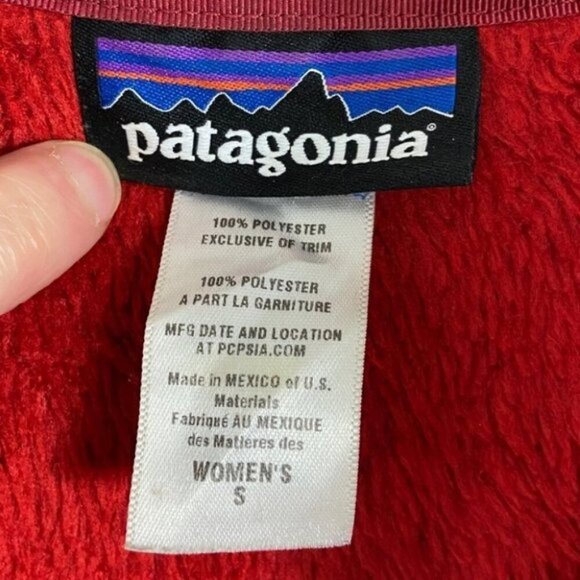 patagonia®
100% POLYESTER
EXCLUSIVE OF TRIM
100% POLYESTER
A PART LA GARNITURE
MFG DATE AND LOCATION
AT PCPSIA.COM
Made in MEXICO of U.S.
Materials
Fabriqué AU MEXIQUE
des Matieres des
WOMEN'S
S